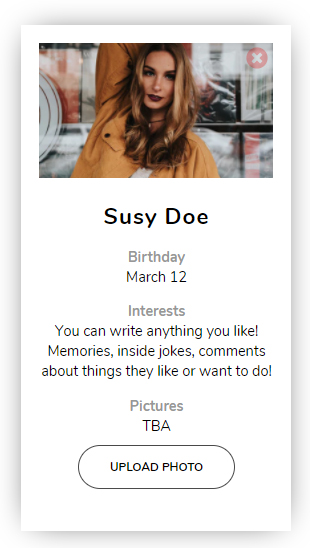 Susy Doe
Birthday
March 12
Interests
You can write anything you like!
Memories, inside jokes, comments
about things they like or want to do!
Pictures
TBA
UPLOAD PHOTO